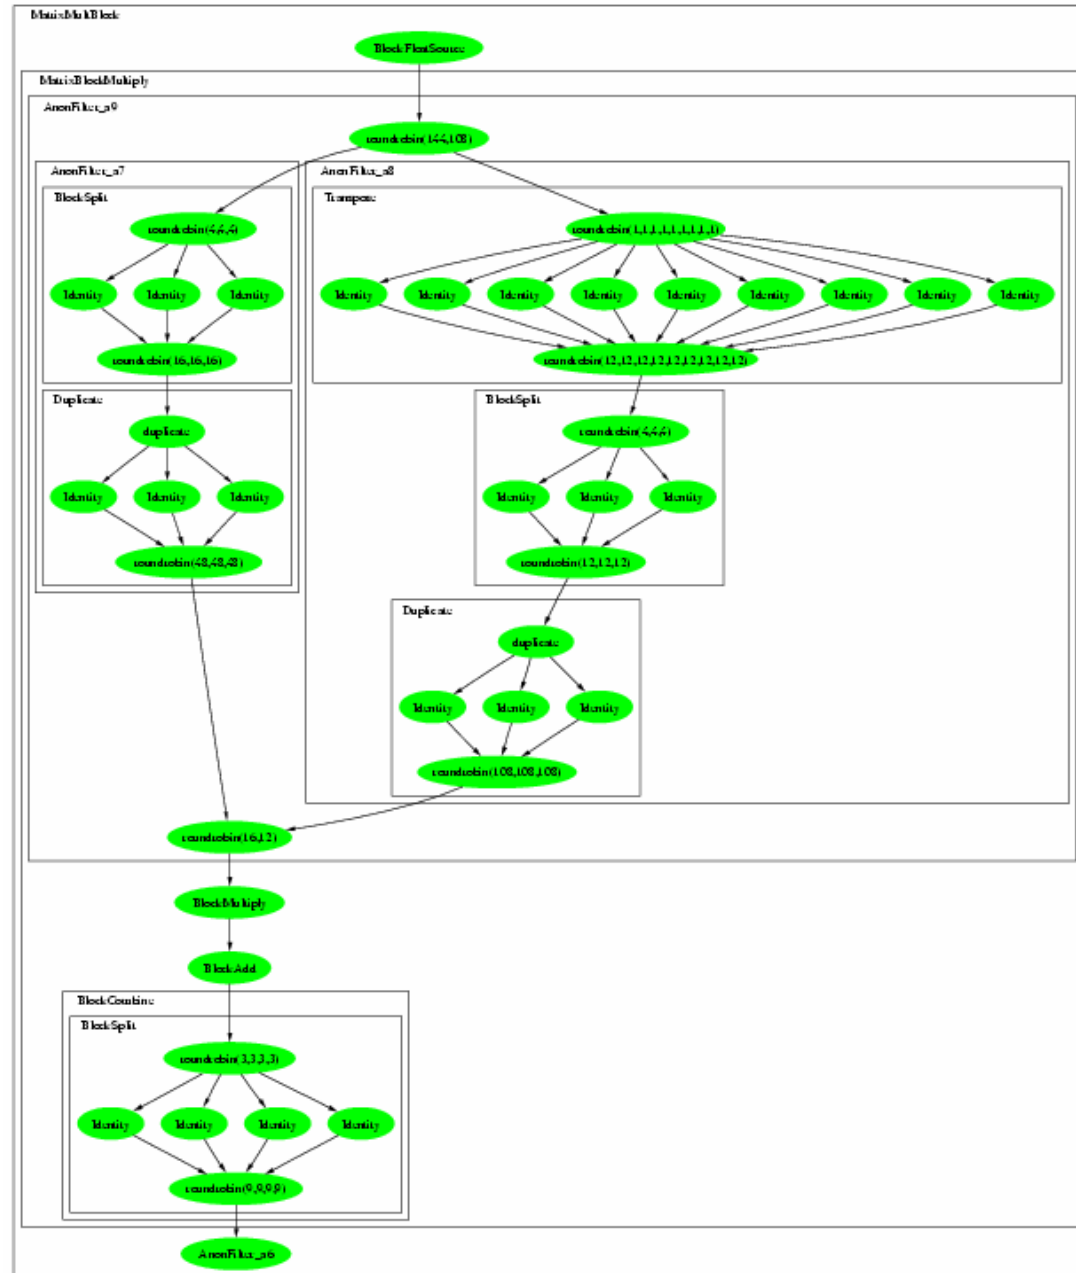 MatrixMultBlock
BlockFloatSource
MatrixBlockMultiply
AnonFilter_a9
roundrobin(144,108)
AnonFilter_a7
AnonFilter_a8
BlockSplit
Transpose
roundrobin(4,4,4)
roundrobin(1,1,1,1,1,1,1,1,1)
Identity Identity Identity
Identity Identity Identity Identity Identity Identity Identity Identity Identity
roundrobin(16,16,16)
roundrobin(12,12,12,12,12,12,12,12,12)
Duplicate
BlockSplit
duplicate
roundrobin(4,4,4)
Identity Identity Identity
Identity Identity Identity
roundrobin(48,48,48)
roundrobin(12,12,12)
Duplicate
duplicate
Identity Identity Identity
roundrobin(108,108,108)
roundrobin(16,12)
BlockMultiply
BlockAdd
BlockCombine
BlockSplit
roundrobin(3,3,3,3)
Identity Identity Identity Identity
roundrobin(9,9,9,9)
AnonFilter_a6